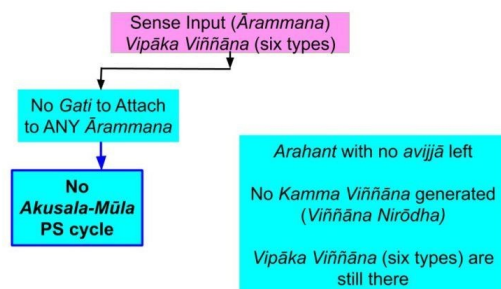 Sense Input (Ārammana)
Vipāka Viññāna (six types)
No Gati to Attach
to ANY Ārammana
No
Akusala-Mūla
PS cycle
Arahant with no avijjā left
No Kamma Viññāna generated
(Viññāna Nirōdha)
Vipāka Viññāna (six types) are
still there